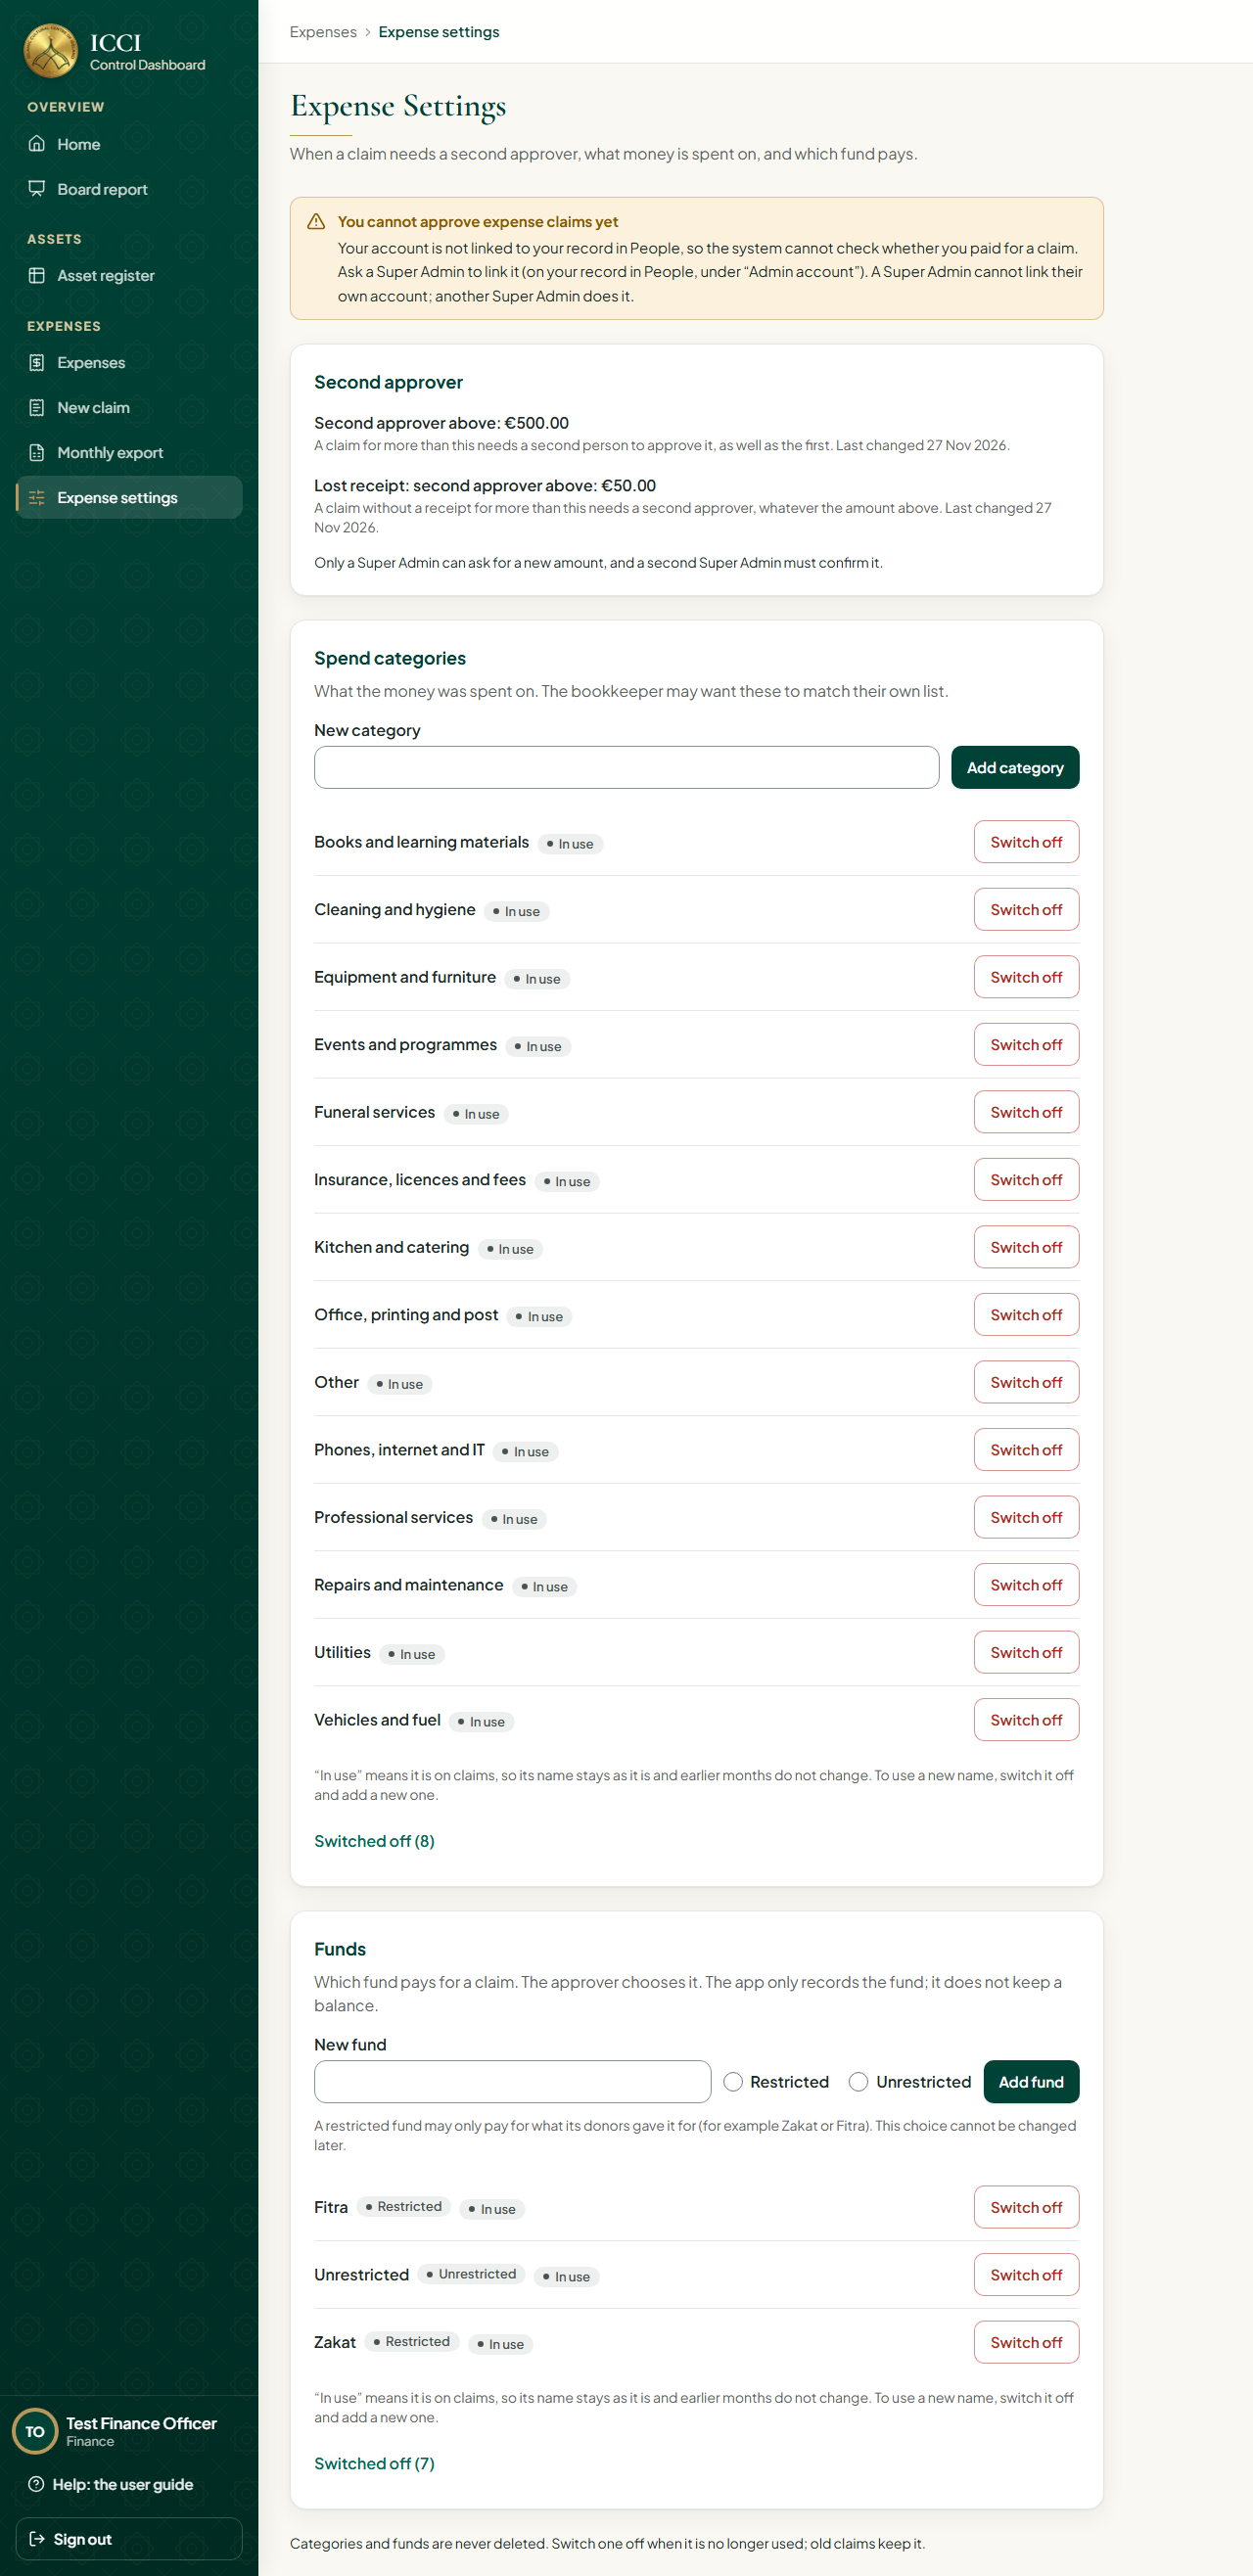 ICCI
Control Dashboard
OVERVIEW
Home
Board report
ASSETS
Asset register
EXPENSES
Expenses
New claim
Monthly export
Expense settings
Test Finance Officer
TO
Finance
Help: the user guide
Sign out
Expenses > Expense settings
Expense Settings
When a claim needs a second approver, what money is spent on, and which fund pays.
You cannot approve expense claims yet
Your account is not linked to your record in People, so the system cannot check whether you paid for a claim.
Ask a Super Admin to link it (on your record in People, under “Admin account”). A Super Admin cannot link their
own account; another Super Admin does it.
Second approver
Second approver above: €500.00
A claim for more than this needs a second person to approve it, as well as the first. Last changed 27 Nov 2026.
Lost receipt: second approver above: €50.00
A claim without a receipt for more than this needs a second approver, whatever the amount above. Last changed 27
Nov 2026.
Only a Super Admin can ask for a new amount, and a second Super Admin must confirm it.
Spend categories
What the money was spent on. The bookkeeper may want these to match their own list.
New category
Add category
Books and learning materials In use Switch off
Cleaning and hygiene In use Switch off
Equipment and furniture In use Switch off
Events and programmes In use Switch off
Funeral services In use Switch off
Insurance, licences and fees In use Switch off
Kitchen and catering In use Switch off
Office, printing and post In use Switch off
Other In use Switch off
Phones, internet and IT In use Switch off
Professional services In use Switch off
Repairs and maintenance In use Switch off
Utilities In use Switch off
Vehicles and fuel In use Switch off
“In use” means it is on claims, so its name stays as it is and earlier months do not change. To use a new name, switch it off
and add a new one.
Switched off (8)
Funds
Which fund pays for a claim. The approver chooses it. The app only records the fund; it does not keep a
balance.
New fund
Restricted Unrestricted Add fund
A restricted fund may only pay for what its donors gave it for (for example Zakat or Fitra). This choice cannot be changed
later.
Fitra Restricted In use Switch off
Unrestricted Unrestricted In use Switch off
Zakat Restricted In use Switch off
“In use” means it is on claims, so its name stays as it is and earlier months do not change. To use a new name, switch it off
and add a new one.
Switched off (7)
Categories and funds are never deleted. Switch one off when it is no longer used; old claims keep it.